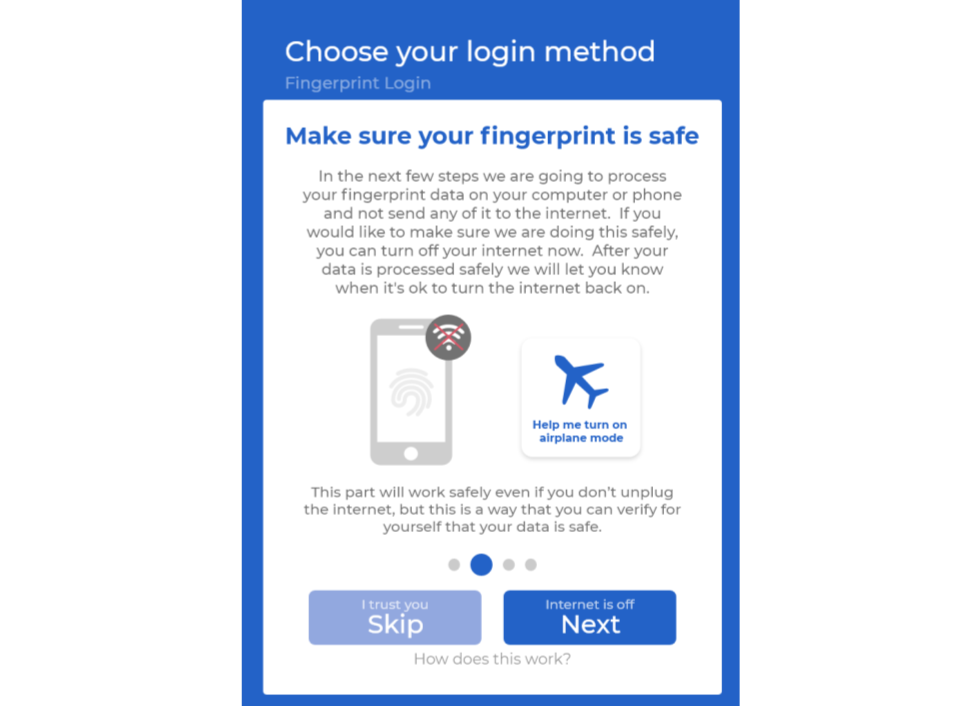 Choose your login method
Fingerprint Login
Make sure your fingerprint is safe
In the next few steps we are going to process
your fingerprint data on your computer or phone
and not send any of it to the internet.  If you
would like to make sure we are doing this safely,
you can turn off your internet now.  After your
data is processed safely we will let you know
when it's ok to turn the internet back on.
Help me turn on
airplane mode
This part will work safely even if you don’t unplug
the internet, but this is a way that you can verify for
yourself that your data is safe.
I trust you
Skip
Internet is off
Next
How does this work?